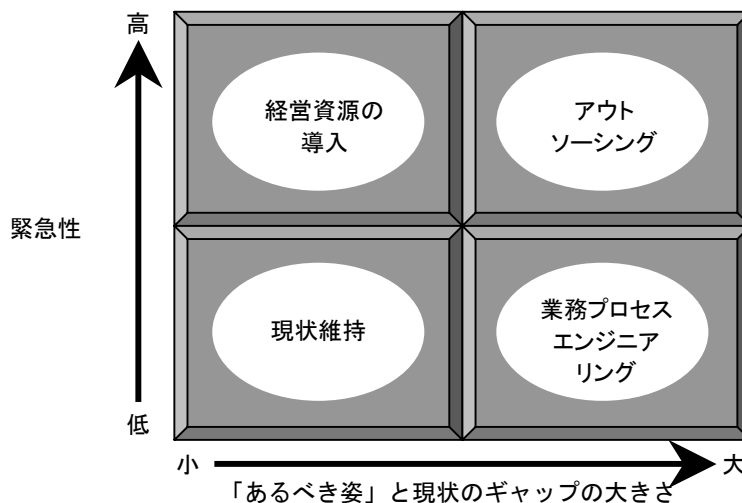 高
経営資源の
導入
アウト
ソーシング
緊急性
現状維持
業務プロセス
エンジニア
リング
低
小
大
「あるべき姿」と現状のギャップの大きさ